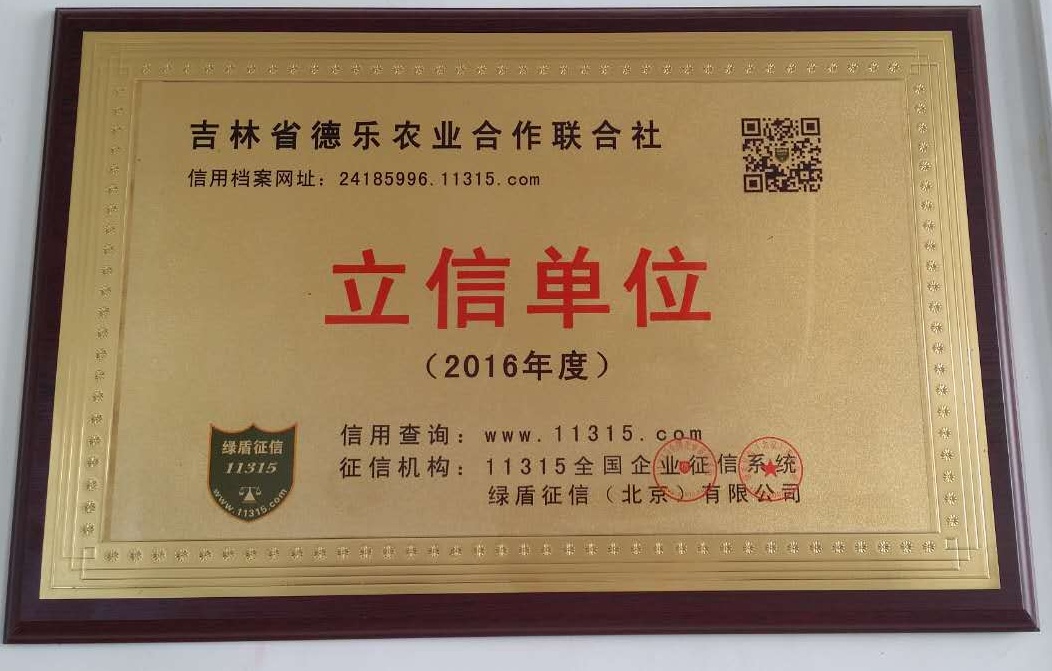 吉林省德乐农业合作联合社
信用档案网址：24185996.11315.com
立信单位
（2016年度）
绿盾征信
11315
www.11315.com
信用查询：www.11315.com
征信机构：11315全国企业征信系统
绿盾征信（北京）有限公司